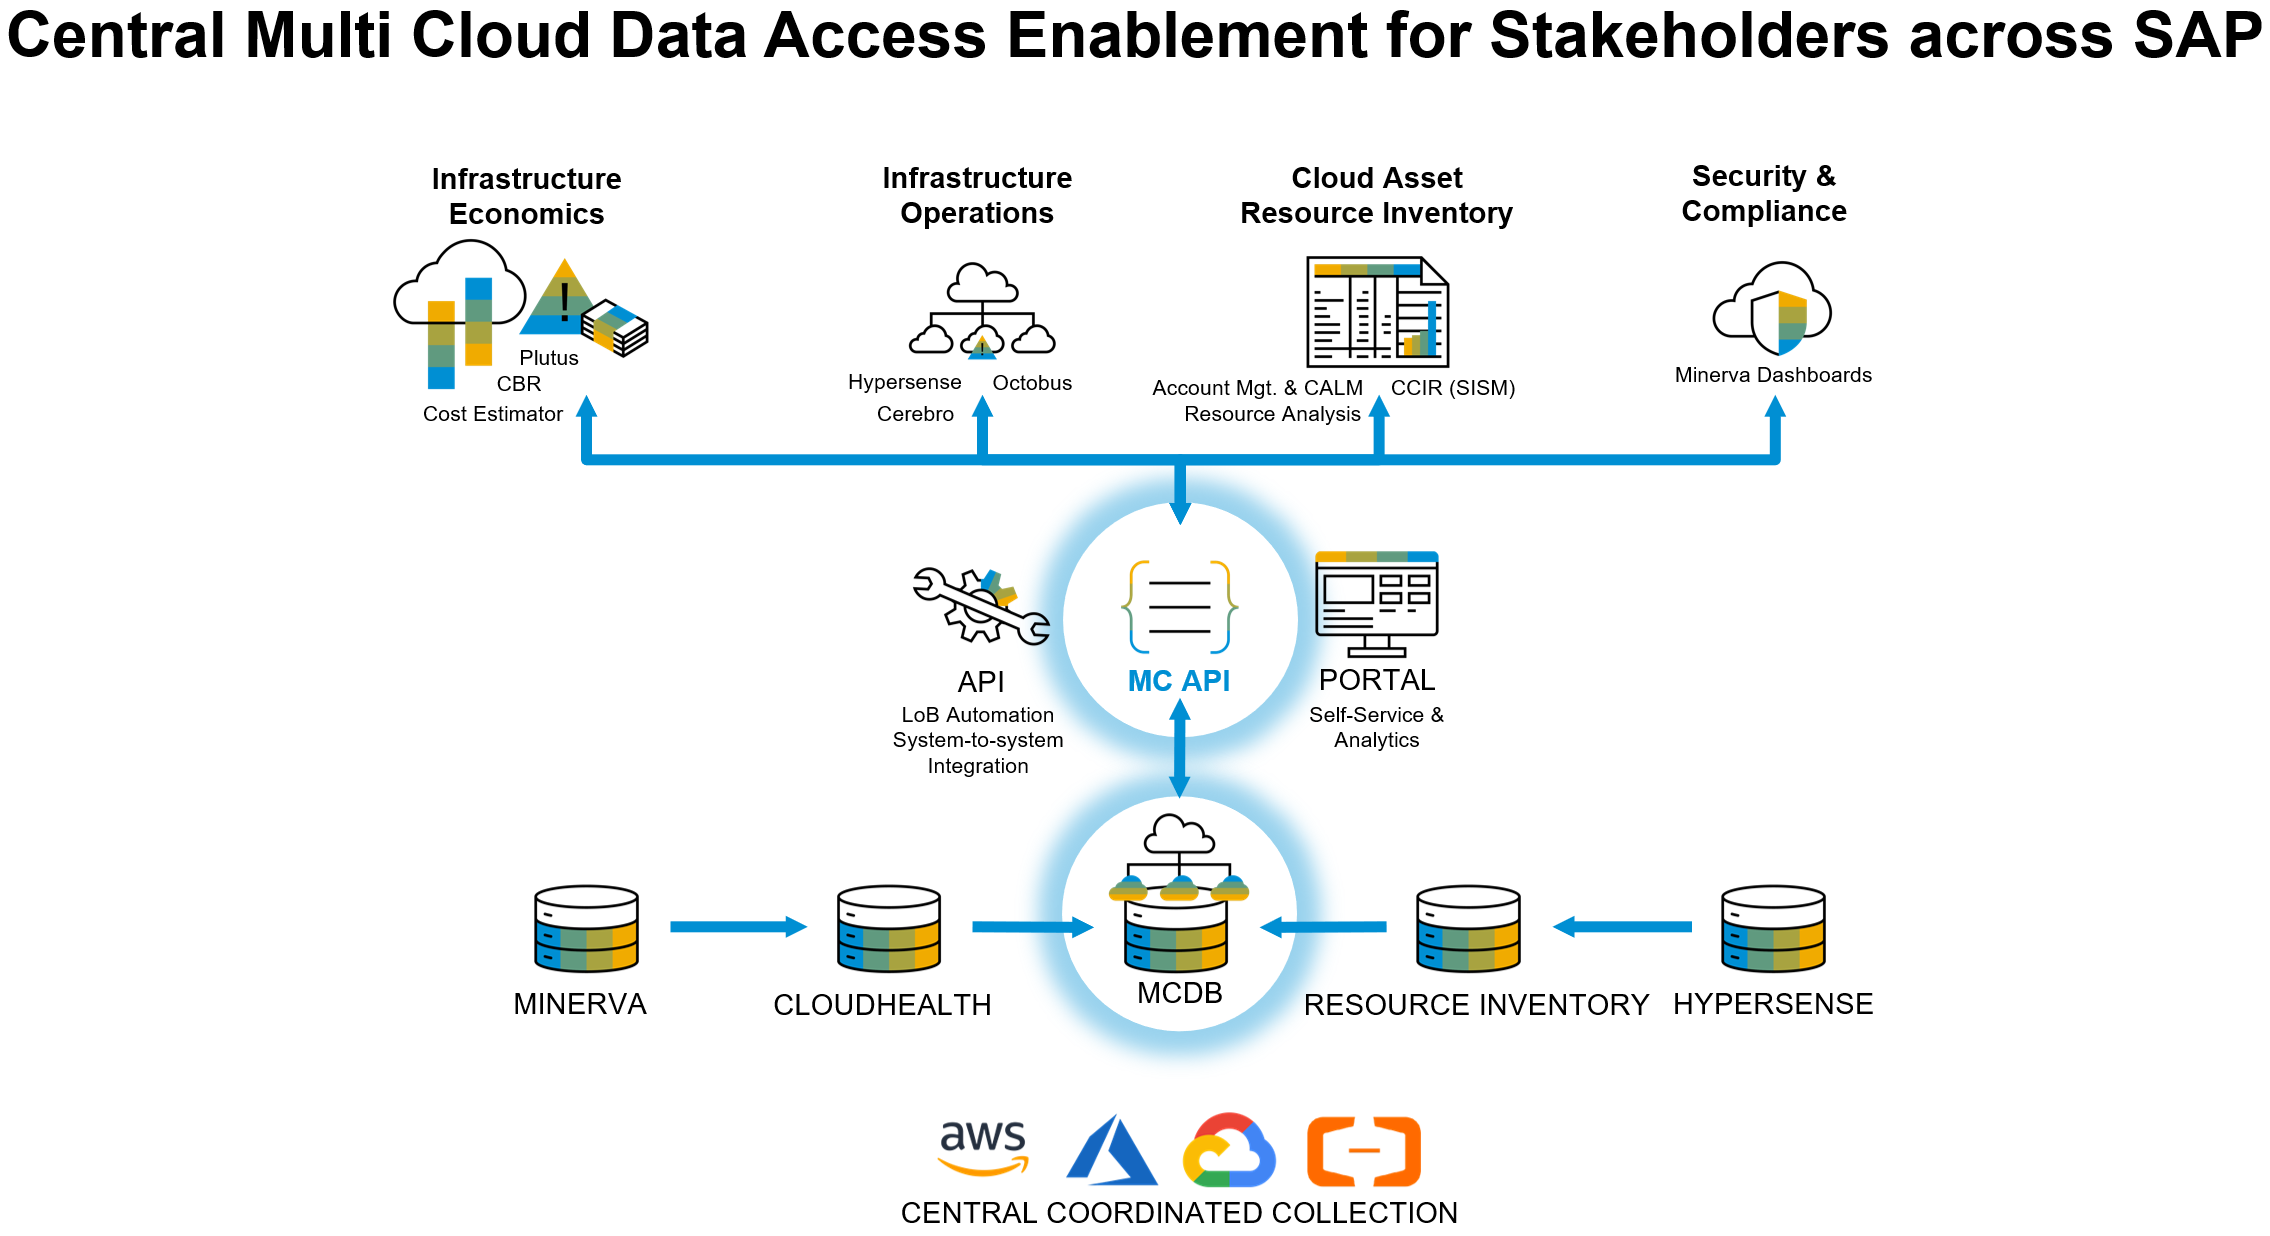 Central Multi Cloud Data Access Enablement for Stakeholders across SAP
Infrastructure
Economics
Plutus
CBR
Cost Estimator
Infrastructure
Operations
Hypersense
Octobus
Cerebro
Cloud Asset
Resource Inventory
Account Mgt. & CALM
CCIR (SISM)
Resource Analysis
Security &
Compliance
Minerva Dashboards
API
LoB Automation
System-to-system
Integration
MC API
PORTAL
Self-Service &
Analytics
MINERVA
CLOUDHEALTH
MCDB
RESOURCE INVENTORY
HYPERSENSE
aws
CENTRAL COORDINATED COLLECTION